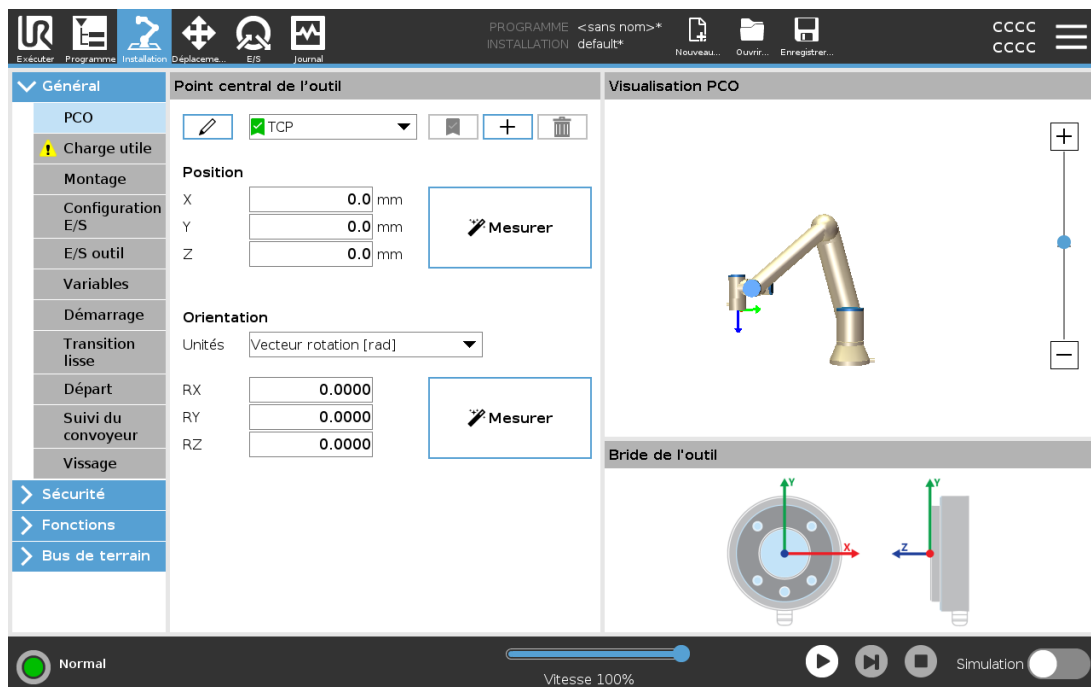 PROGRAMME <sans nom>*
INSTALLATION default*
CCCC
CCCC
Exécuter
Programme
Installation
Déplaceme...
E/S
Journal
Nouveau...
Ouvrir...
Enregistrer...
Général
PCO
Charge utile
Montage
Configuration
E/S
E/S outil
Variables
Démarrage
Transition
lisse
Départ
Suivi du
convoyeur
Vissage
Sécurité
Fonctions
Bus de terrain
Point central de l'outil
TCP
Position
X 0.0 mm
Y 0.0 mm
Z 0.0 mm
Mesurer
Orientation
Unités Vecteur rotation [rad]
RX 0.0000
RY 0.0000
RZ 0.0000
Mesurer
Visualisation PCO
Bride de l'outil
Y
X
Y
Z
Normal
Vitesse 100%
Simulation